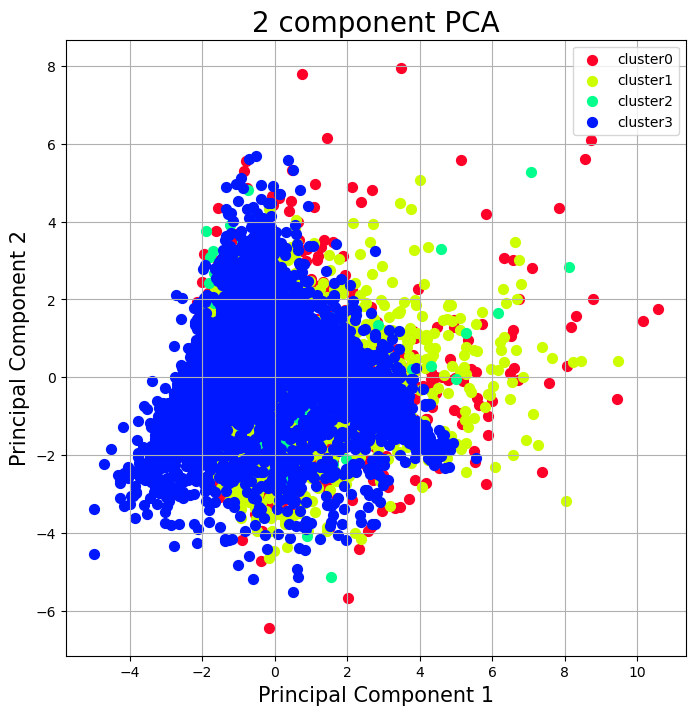 2 component PCA
cluster0
cluster1
cluster2
cluster3
Principal Component 2
8
6
4
2
0
−2
−4
−6
−4
−2
0
2
4
6
8
10
Principal Component 1